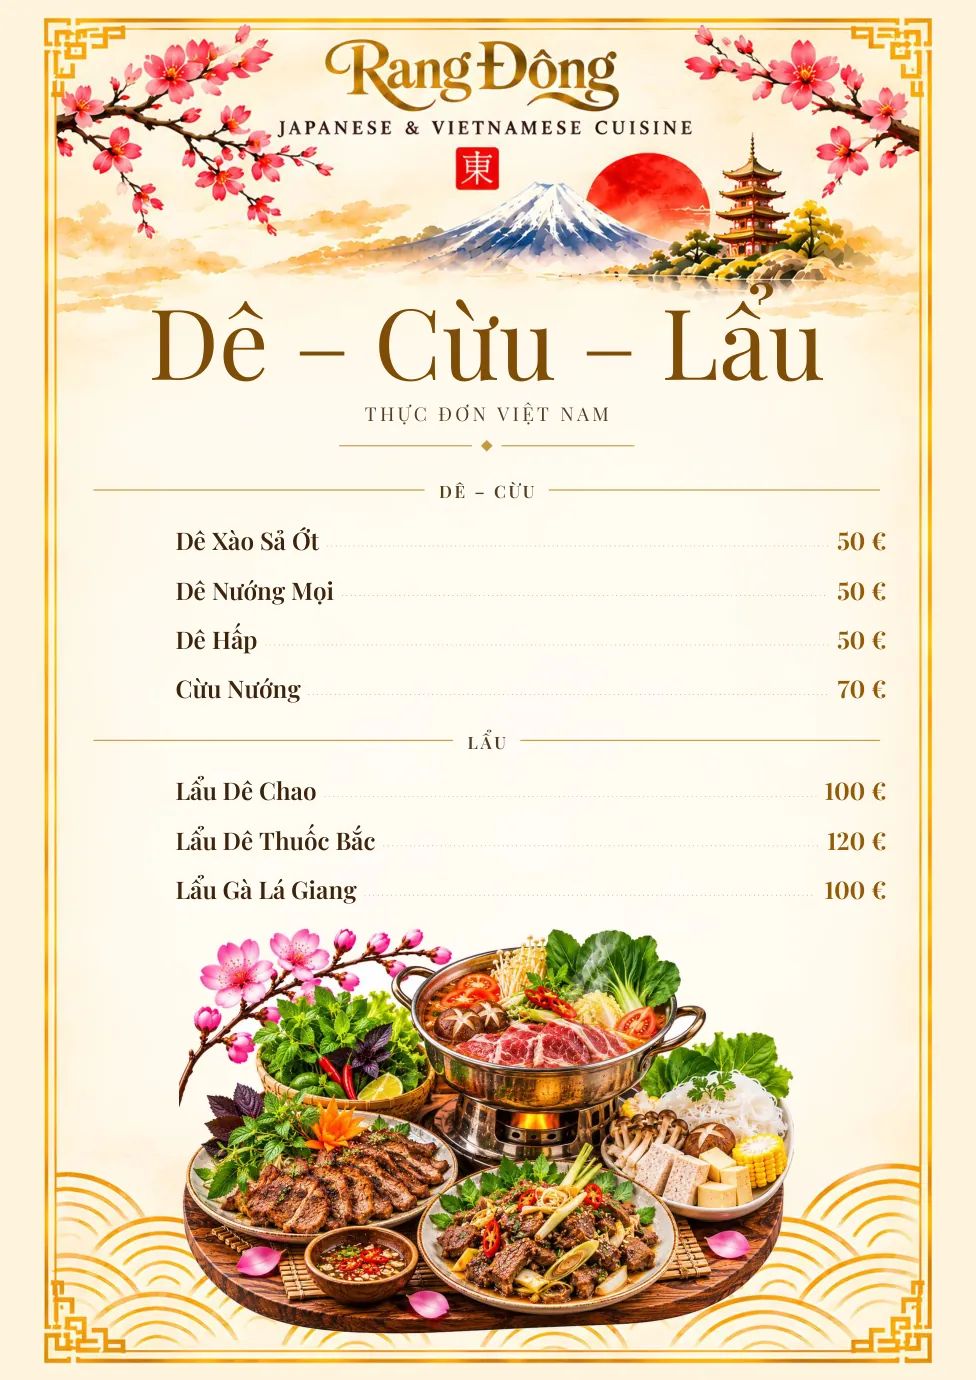 Rạng Đông
JAPANESE & VIETNAMESE CUISINE
東
Dê – Cừu – Lẩu
THỰC ĐƠN VIỆT NAM
DÊ – CỪU
Dê Xào Sả Ớt 50 €
Dê Nướng Mọi 50 €
Dê Hấp 50 €
Cừu Nướng 70 €
LẨU
Lẩu Dê Chao 100 €
Lẩu Dê Thuốc Bắc 120 €
Lẩu Gà Lá Giang 100 €